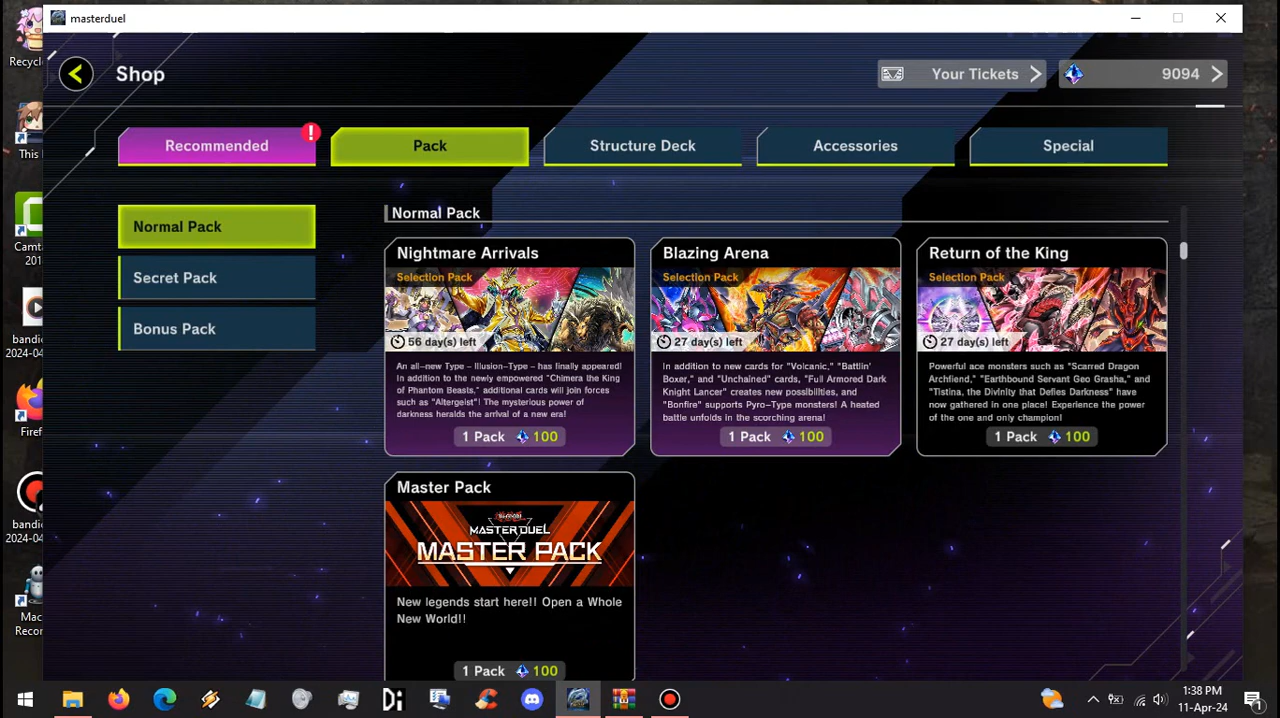 masterduel
Recycl
Shop
Your Tickets
9094
Recommended
!
Pack
Structure Deck
Accessories
Special
This
Normal Pack
Secret Pack
Bonus Pack
Camta
201
bandic
2024-04
Firef
bandic
2024-04
Mac
Recor
Normal Pack
Nightmare Arrivals
Selection Pack
56 day(s) left
An all-new Type – Illusion-Type – has finally appeared!
In addition to the newly empowered "Chimera the King
of Phantom Beasts," additional cards will join forces
such as "Altergeist"! The mysterious power of
darkness heralds the arrival of a new era!
1 Pack 100
Blazing Arena
Selection Pack
27 day(s) left
In addition to new cards for "Volcanic," "Battlin'
Boxer," and "Unchained" cards, "Full Armored Dark
Knight Lancer" creates new possibilities, and
"Bonfire" supports Pyro-Type monsters! A heated
battle unfolds in the scorching arena!
1 Pack 100
Return of the King
Selection Pack
27 day(s) left
Powerful ace monsters such as "Scarred Dragon
Archfiend," "Earthbound Servant Geo Grasha," and
"Tistina, the Divinity that Defies Darkness" have
now gathered in one place! Experience the power
of the one and only champion!
1 Pack 100
Master Pack
MASTER DUEL
MASTER PACK
New legends start here!! Open a Whole
New World!!
1 Pack 100
Di
1:38 PM
11-Apr-24
1